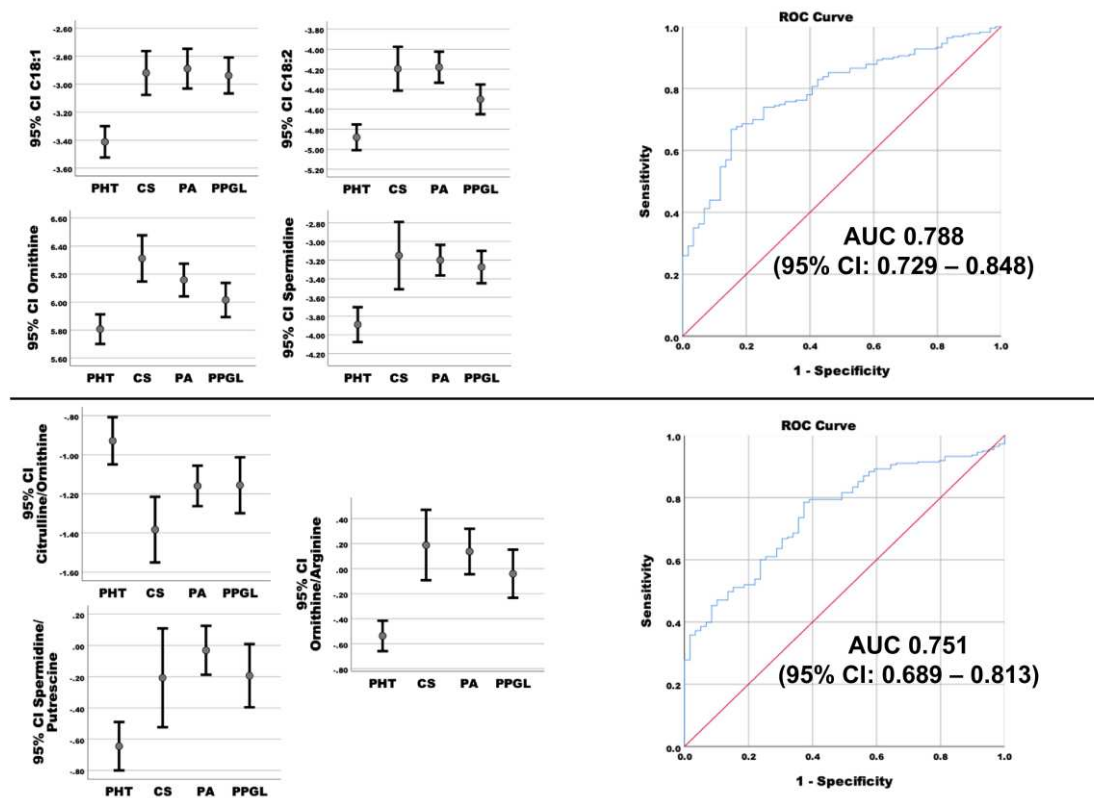 95% CI C18:1
-2.60
-2.80
-3.00
-3.20
-3.40
-3.60
PHT CS PA PPGL
95% CI C18:2
-3.80
-4.00
-4.20
-4.40
-4.60
-4.80
-5.00
-5.20
PHT CS PA PPGL
95% CI Ornithine
6.60
6.40
6.20
6.00
5.80
5.60
PHT CS PA PPGL
95% CI Spermidine
-2.80
-3.00
-3.20
-3.40
-3.60
-3.80
-4.00
-4.20
PHT CS PA PPGL
ROC Curve
Sensitivity
1.0
0.8
0.6
0.4
0.2
0.0
AUC 0.788
(95% CI: 0.729 – 0.848)
0.0 0.2 0.4 0.6 0.8 1.0
1 - Specificity
95% CI
Citrulline/Ornithine
-.80
-1.00
-1.20
-1.40
-1.60
PHT CS PA PPGL
95% CI Spermidine/
Putrescine
.20
.00
-.20
-.40
-.60
-.80
PHT CS PA PPGL
95% CI
Ornithine/Arginine
.40
.20
.00
-.20
-.40
-.60
-.80
PHT CS PA PPGL
ROC Curve
Sensitivity
1.0
0.8
0.6
0.4
0.2
0.0
AUC 0.751
(95% CI: 0.689 – 0.813)
0.0 0.2 0.4 0.6 0.8 1.0
1 - Specificity